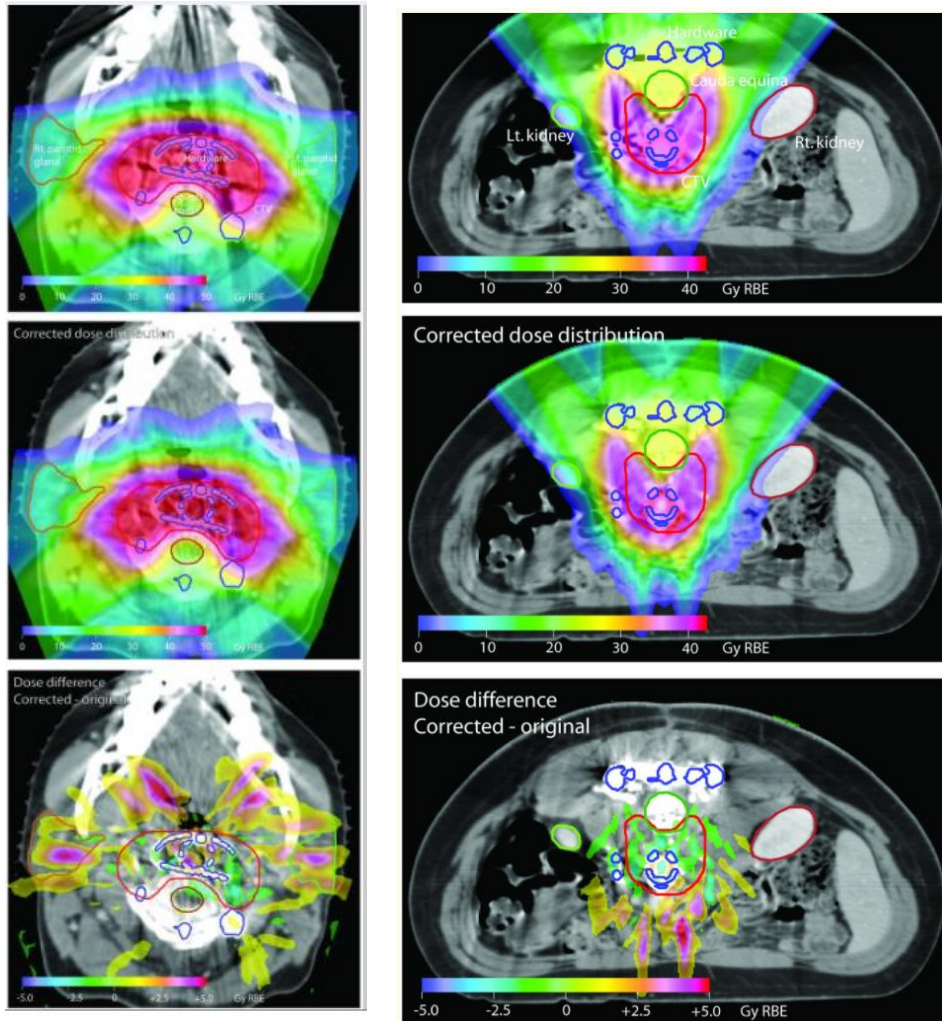 Rt. parotid
gland
Hardware
Lt. parotid
gland
CTV
0 10 20 30 40 50 Gy RBE
Corrected dose distribution
0 10 20 30 40 50 Gy RBE
Dose difference
Corrected - original
-5.0 -2.5 0 +2.5 +5.0 Gy RBE
Hardware
Cauda equina
Lt. kidney
Rt. kidney
CTV
0 10 20 30 40 Gy RBE
Corrected dose distribution
0 10 20 30 40 Gy RBE
Dose difference
Corrected - original
-5.0 -2.5 0 +2.5 +5.0 Gy RBE